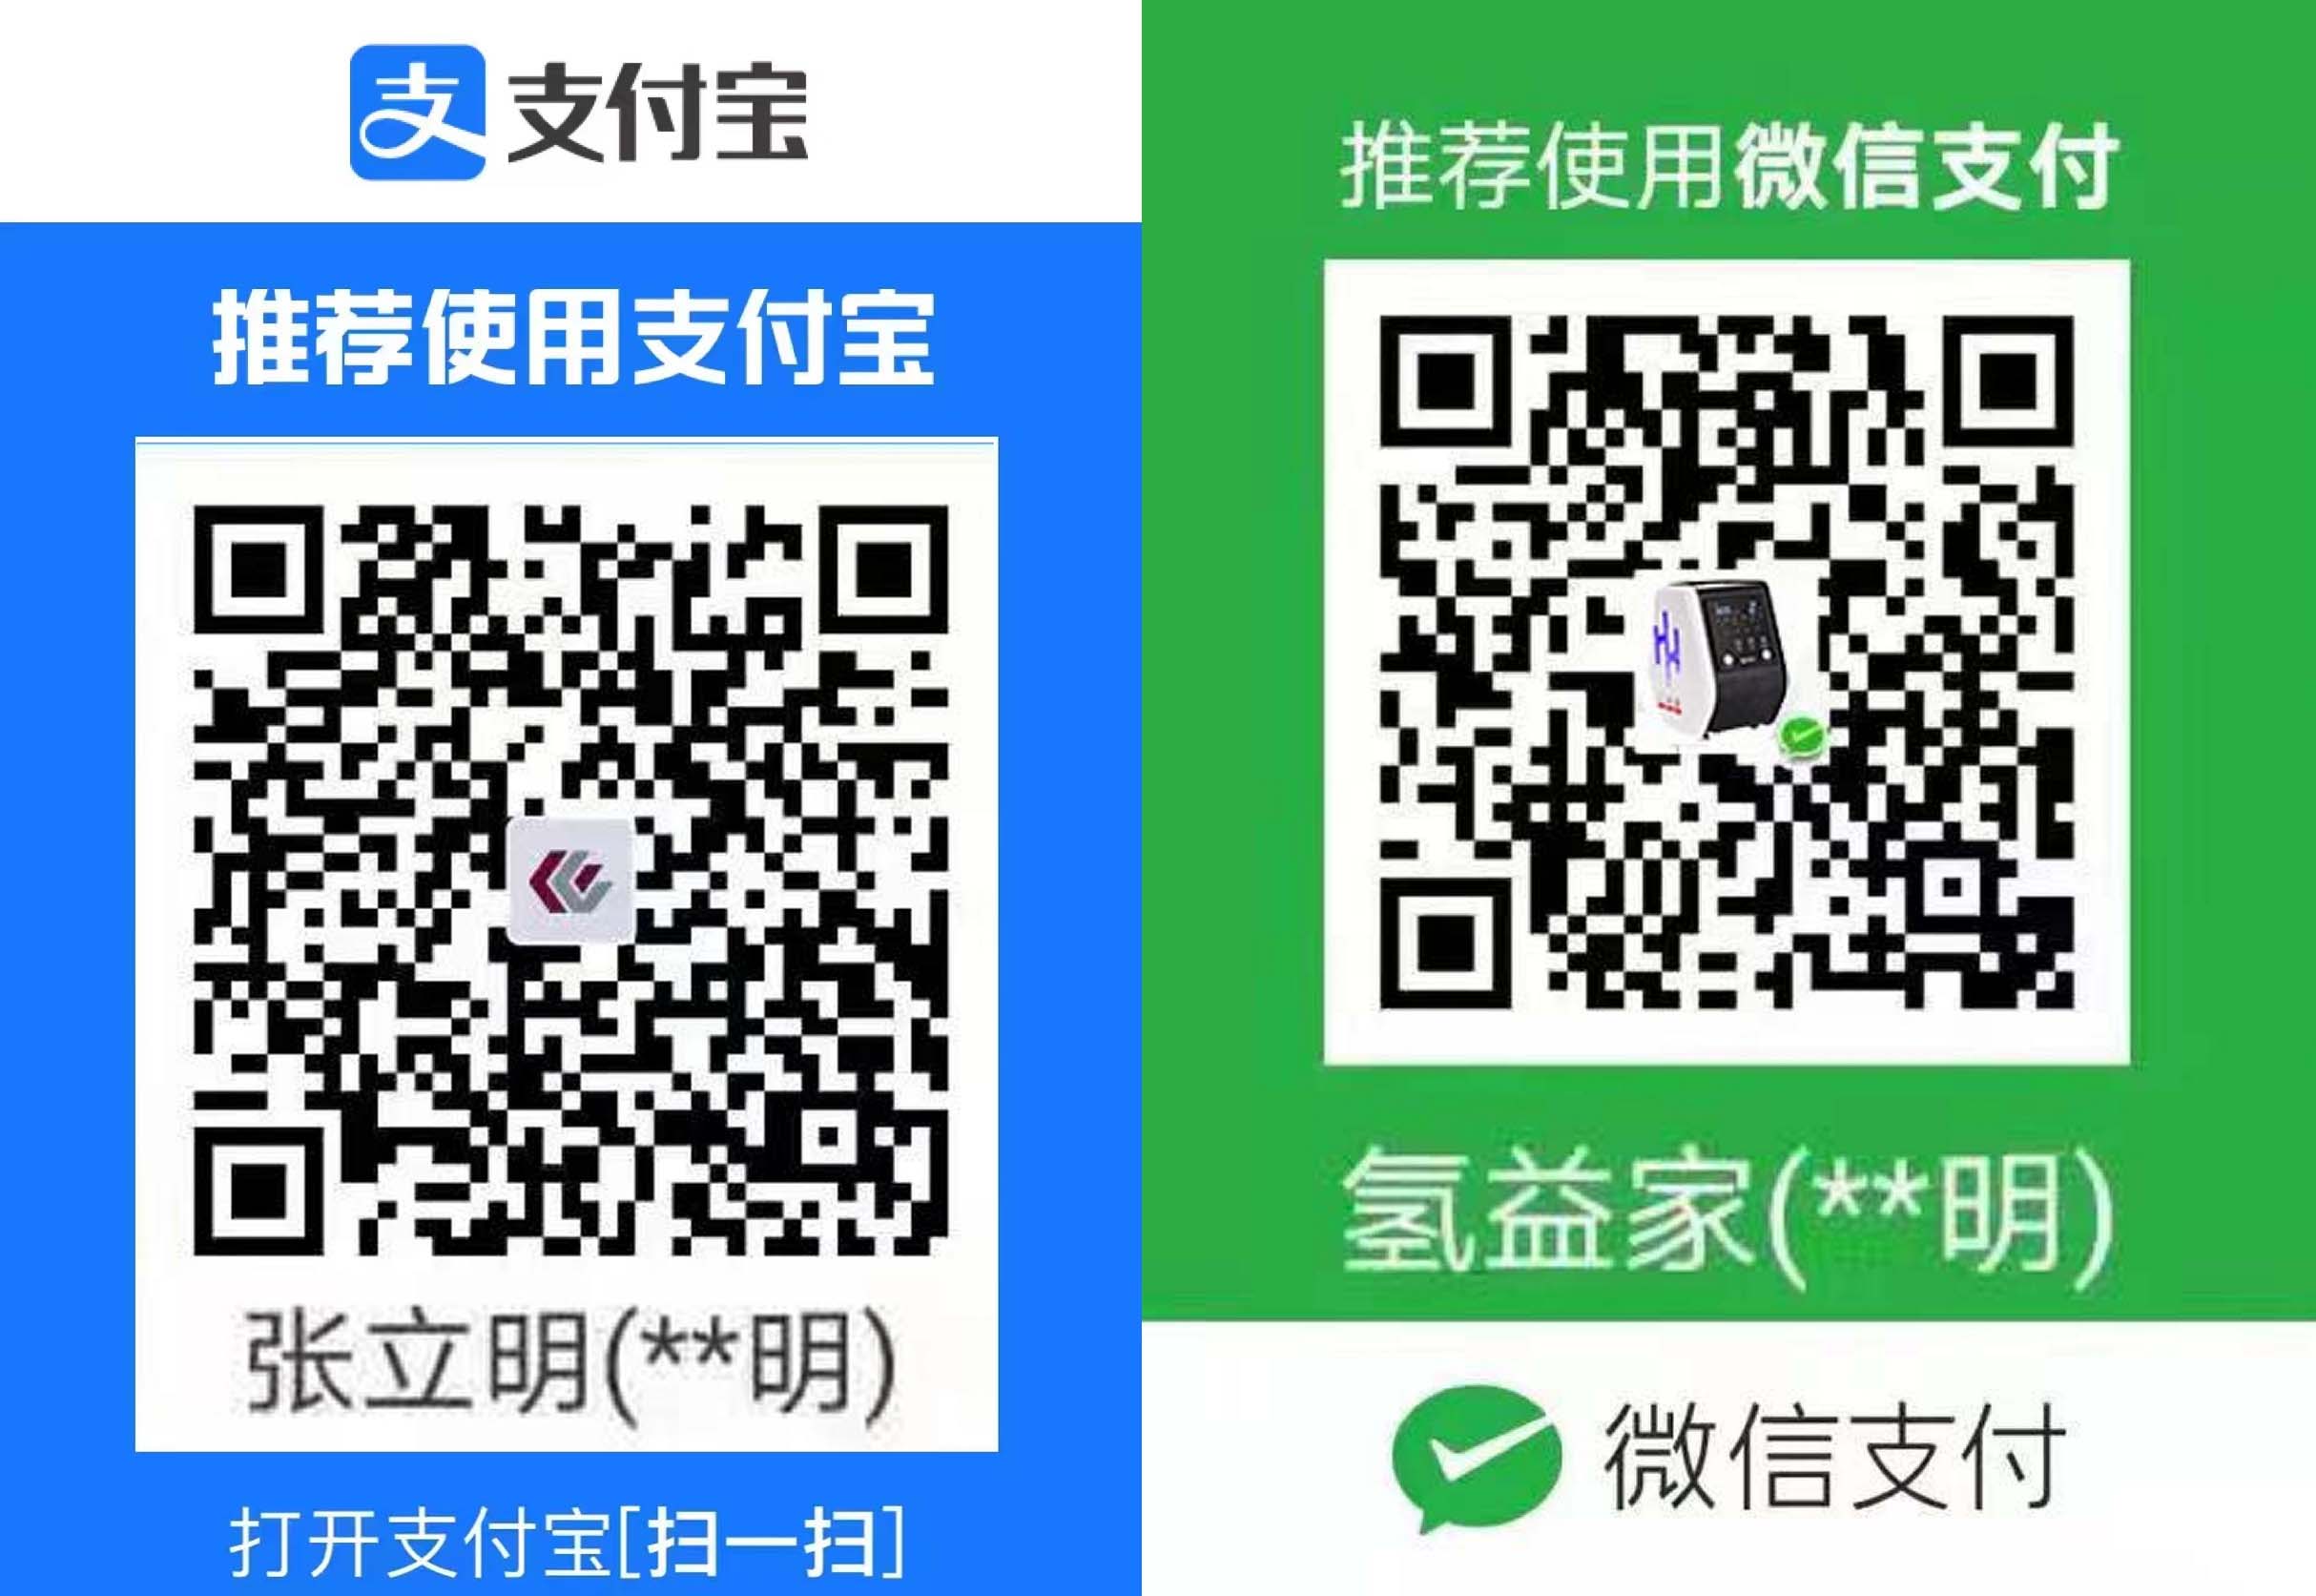 支付宝
推荐使用支付宝
张立明(**明)
打开支付宝[扫一扫]
推荐使用微信支付
氢益家(**明)
微信支付